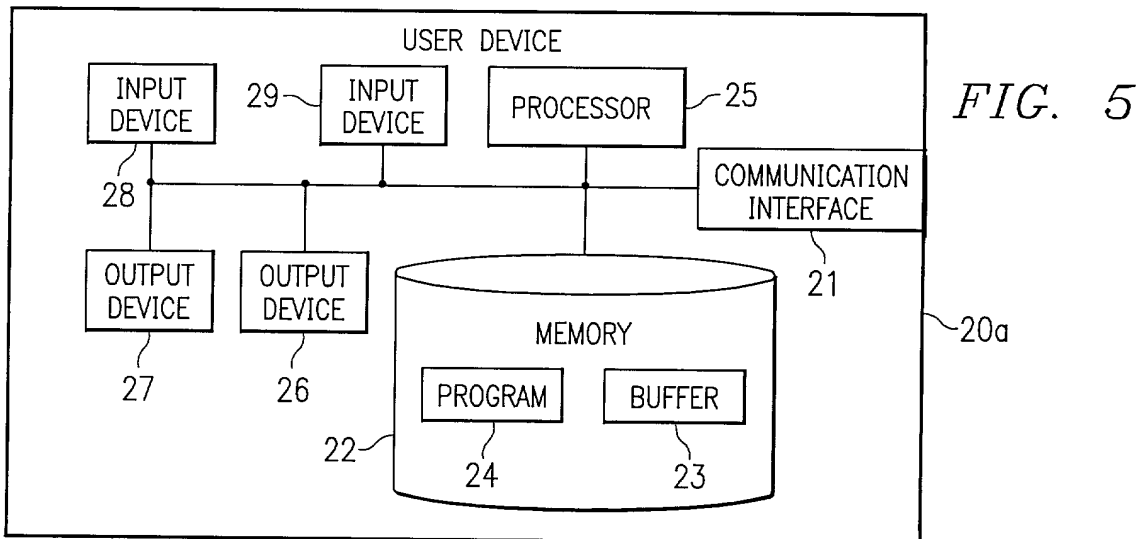 USER DEVICE
INPUT
DEVICE
28
29
INPUT
DEVICE
PROCESSOR
25
FIG. 5
COMMUNICATION
INTERFACE
21
OUTPUT
DEVICE
27
OUTPUT
DEVICE
26
MEMORY
20a
PROGRAM
24
BUFFER
23
22